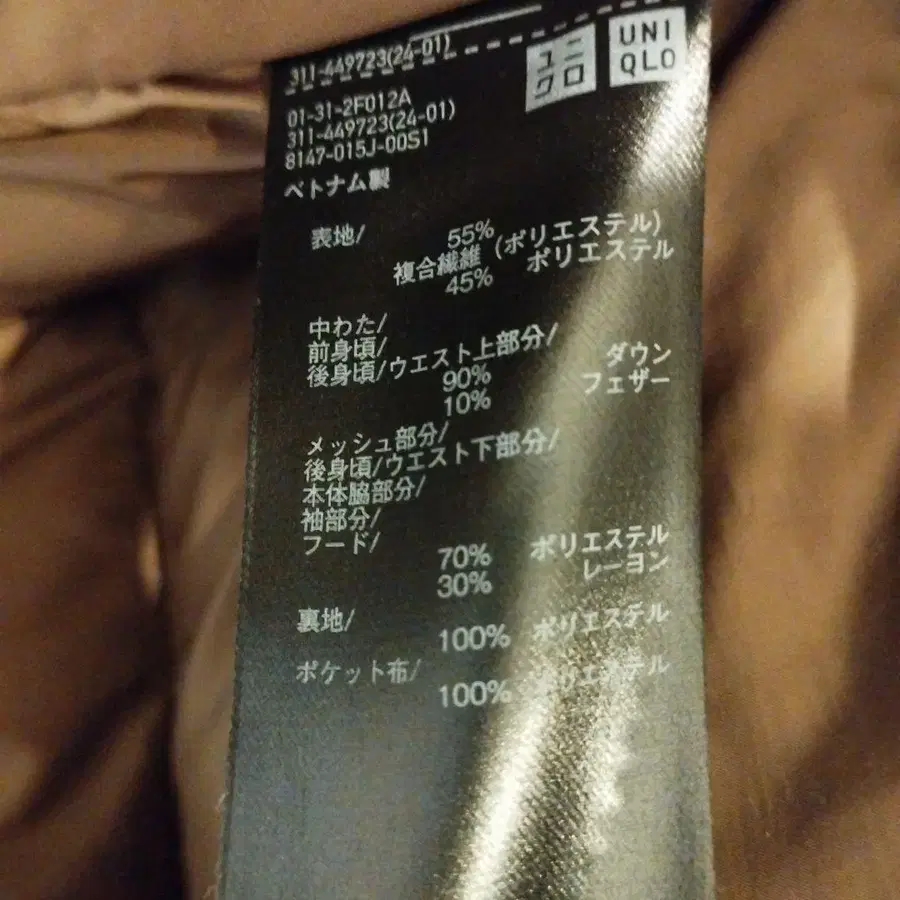 311-449723(24-01)
ユニ
クロ
UNI
QLO
01-31-2F012A
311-449723(24-01)
8147-015J-00S1
ベトナム製
表地/
55%
複合繊維(ポリエステル)
45% ポリエステル
中わた/
前身頃/
後身頃/ウエスト上部分/
90% ダウン
10% フェザー
メッシュ部分/
後身頃/ウエスト下部分/
本体脇部分/
袖部分/
フード/
70% ポリエステル
30% レーヨン
裏地/
100% ポリエステル
ポケット布/
100% ポリエステル